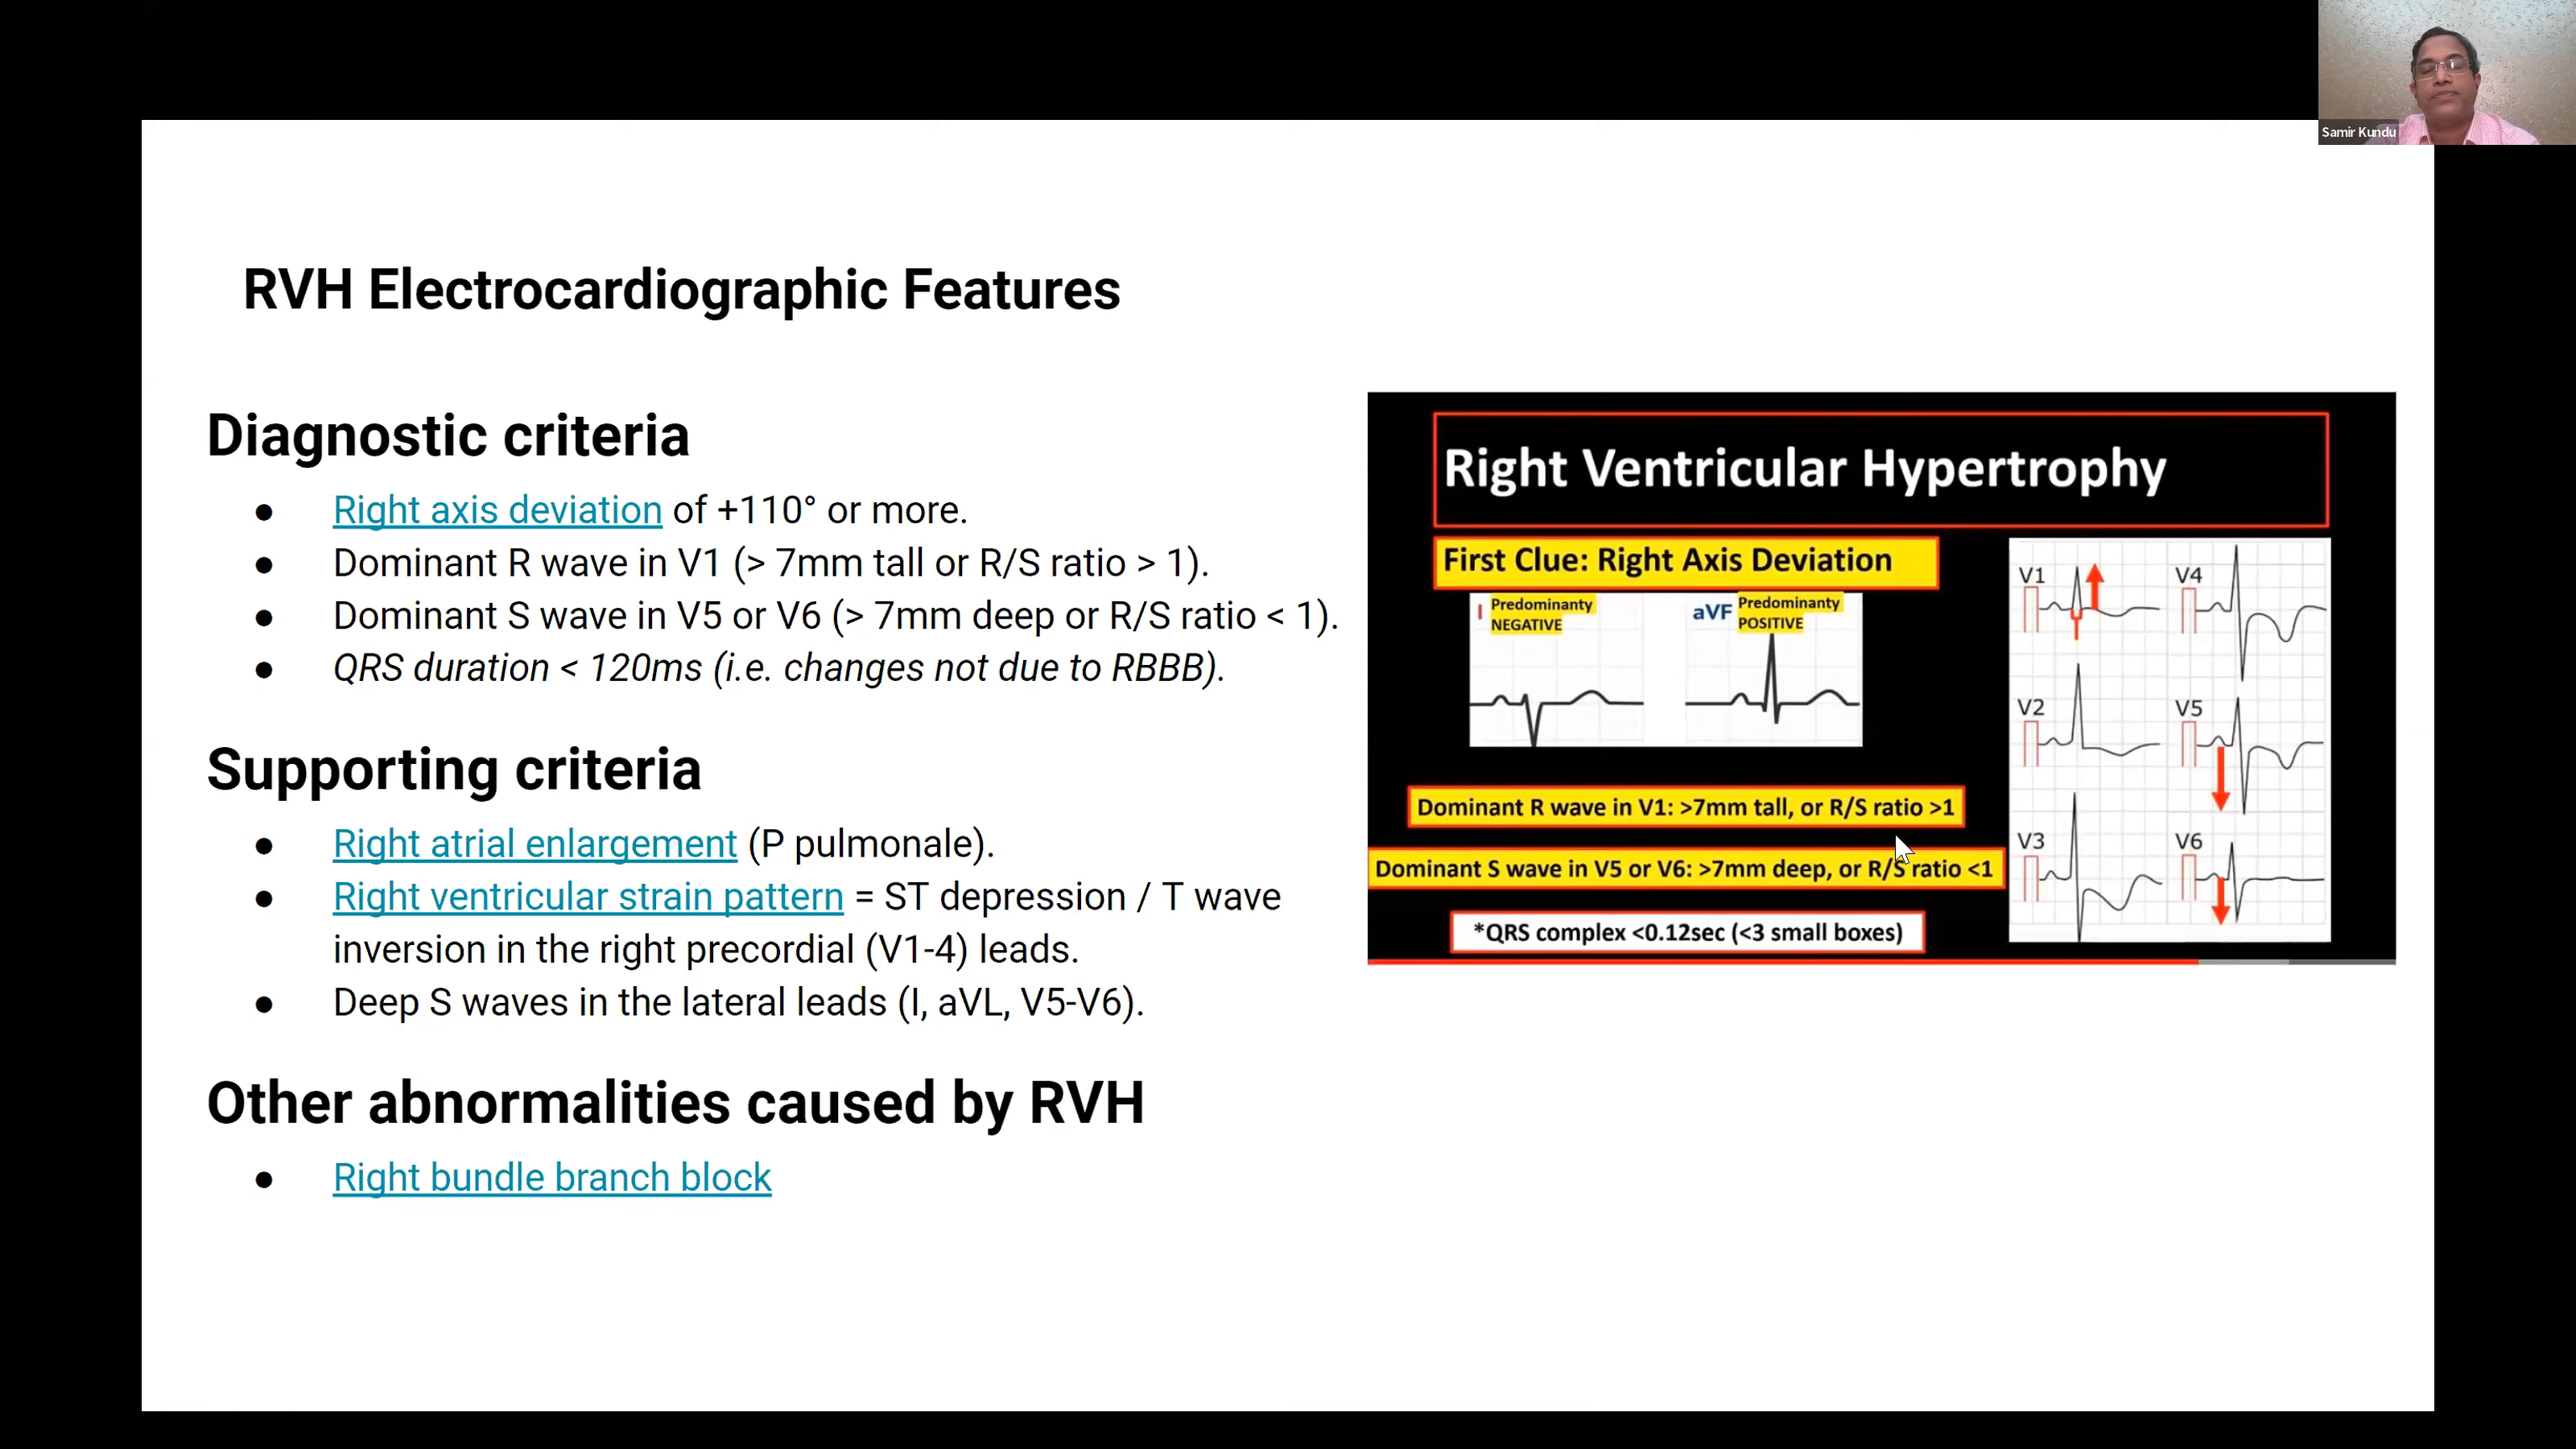 Samir Kundu
RVH Electrocardiographic Features
Diagnostic criteria
● Right axis deviation of +110° or more.
● Dominant R wave in V1 (> 7mm tall or R/S ratio > 1).
● Dominant S wave in V5 or V6 (> 7mm deep or R/S ratio < 1).
● QRS duration < 120ms (i.e. changes not due to RBBB).
Supporting criteria
● Right atrial enlargement (P pulmonale).
● Right ventricular strain pattern = ST depression / T wave
inversion in the right precordial (V1-4) leads.
● Deep S waves in the lateral leads (I, aVL, V5-V6).
Other abnormalities caused by RVH
● Right bundle branch block
Right Ventricular Hypertrophy
First Clue: Right Axis Deviation
I Predominanty
NEGATIVE
aVF Predominanty
POSITIVE
Dominant R wave in V1: >7mm tall, or R/S ratio >1
Dominant S wave in V5 or V6: >7mm deep, or R/S ratio <1
*QRS complex <0.12sec (<3 small boxes)
V1
V4
V2
V5
V3
V6